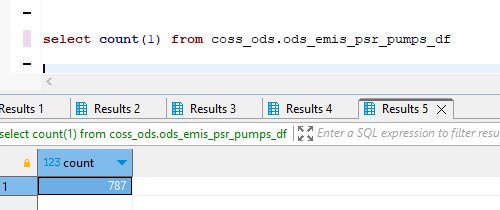 select count(1) from coss_ods.ods_emis_psr_pumps_df
Results 1 Results 2 Results 3 Results 4 Results 5
select count(1) from coss_ods.ods_emis_psr_pumps_df Enter a SQL expression to filter resu
123 count
1 787